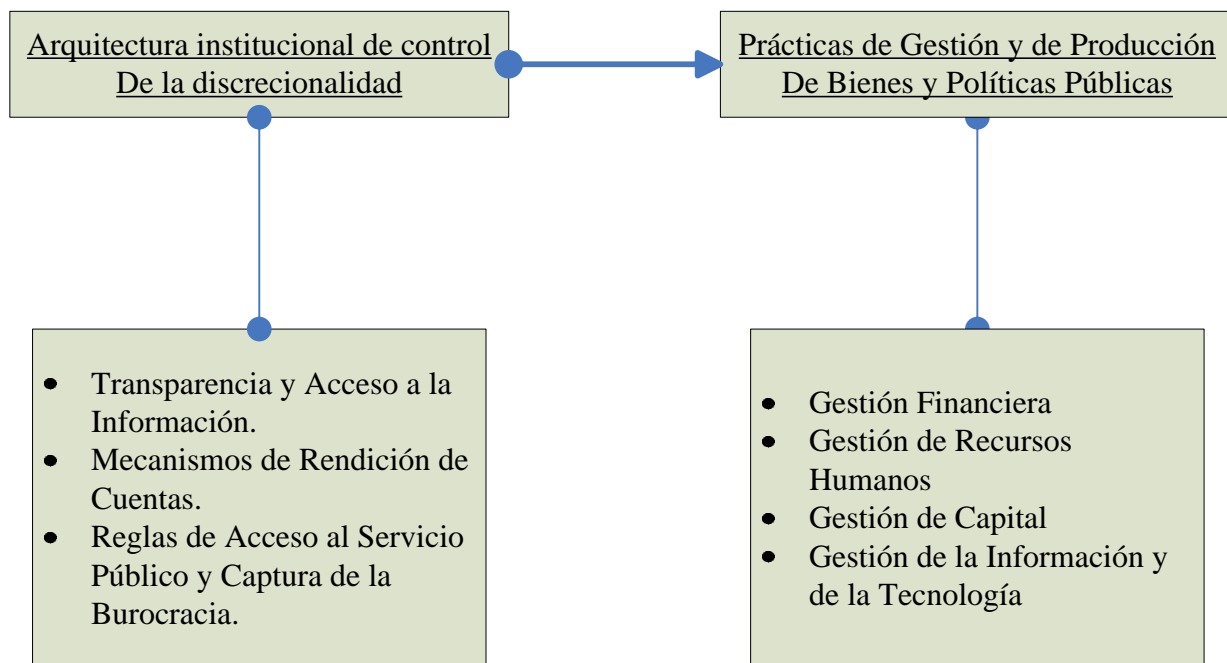 Arquitectura institucional de control
De la discrecionalidad
Prácticas de Gestión y de Producción
De Bienes y Políticas Públicas
• Transparencia y Acceso a la
Información.
• Mecanismos de Rendición de
Cuentas.
• Reglas de Acceso al Servicio
Público y Captura de la
Burocracia.
• Gestión Financiera
• Gestión de Recursos
Humanos
• Gestión de Capital
• Gestión de la Información y
de la Tecnología